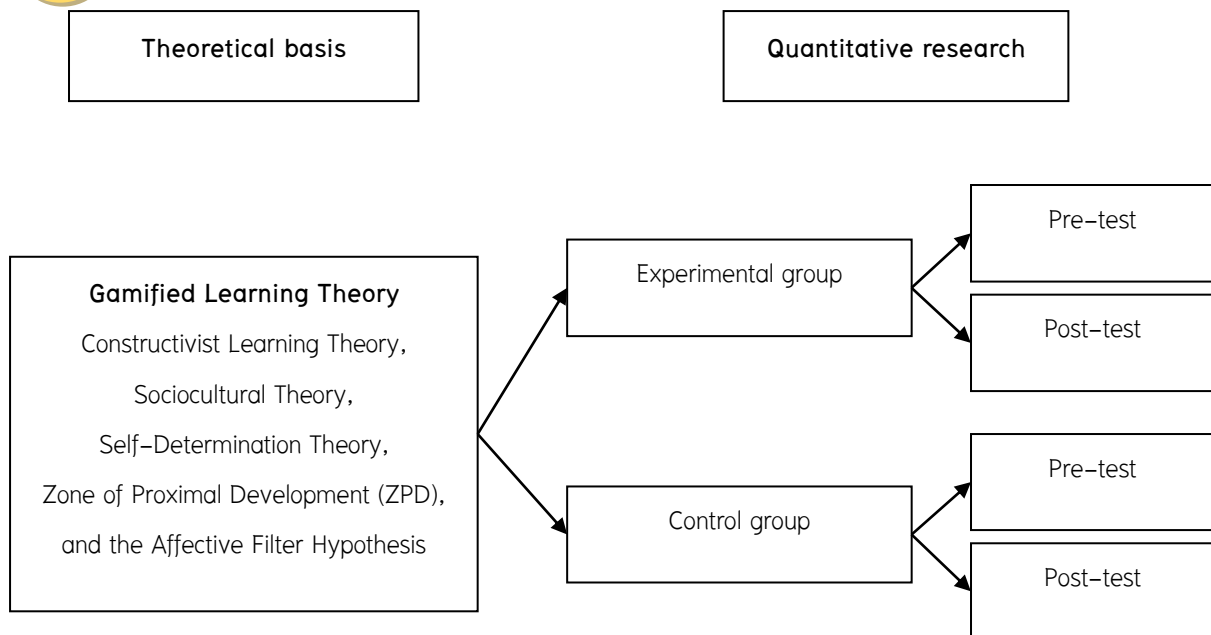 Theoretical basis
Quantitative research
Gamified Learning Theory
Constructivist Learning Theory,
Sociocultural Theory,
Self–Determination Theory,
Zone of Proximal Development (ZPD),
and the Affective Filter Hypothesis
Experimental group
Pre–test
Post–test
Control group
Pre–test
Post–test